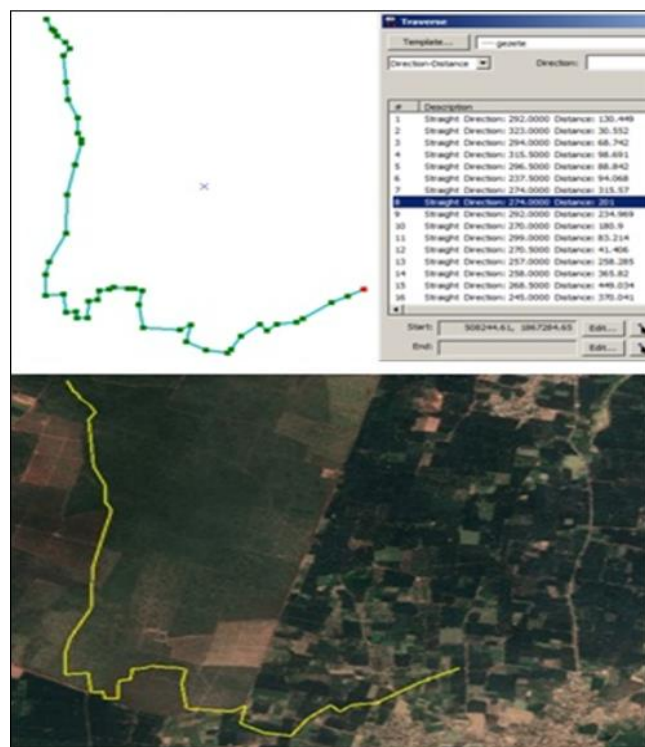 Traverse
Template...
---- gezete
Direction-Distance
Direction:
# Description
1 Straight Direction: 292.0000 Distance: 130.449
2 Straight Direction: 323.0000 Distance: 30.552
3 Straight Direction: 294.0000 Distance: 68.742
4 Straight Direction: 315.5000 Distance: 98.691
5 Straight Direction: 296.5000 Distance: 88.842
6 Straight Direction: 237.5000 Distance: 94.068
7 Straight Direction: 274.0000 Distance: 315.57
8 Straight Direction: 274.0000 Distance: 201
9 Straight Direction: 292.0000 Distance: 234.969
10 Straight Direction: 270.0000 Distance: 180.9
11 Straight Direction: 299.0000 Distance: 83.214
12 Straight Direction: 270.5000 Distance: 41.406
13 Straight Direction: 257.0000 Distance: 258.285
14 Straight Direction: 258.0000 Distance: 365.82
15 Straight Direction: 268.5000 Distance: 449.034
16 Straight Direction: 245.0000 Distance: 370.041
Start: 508244.61, 1867284.65 Edit...
End: Edit...